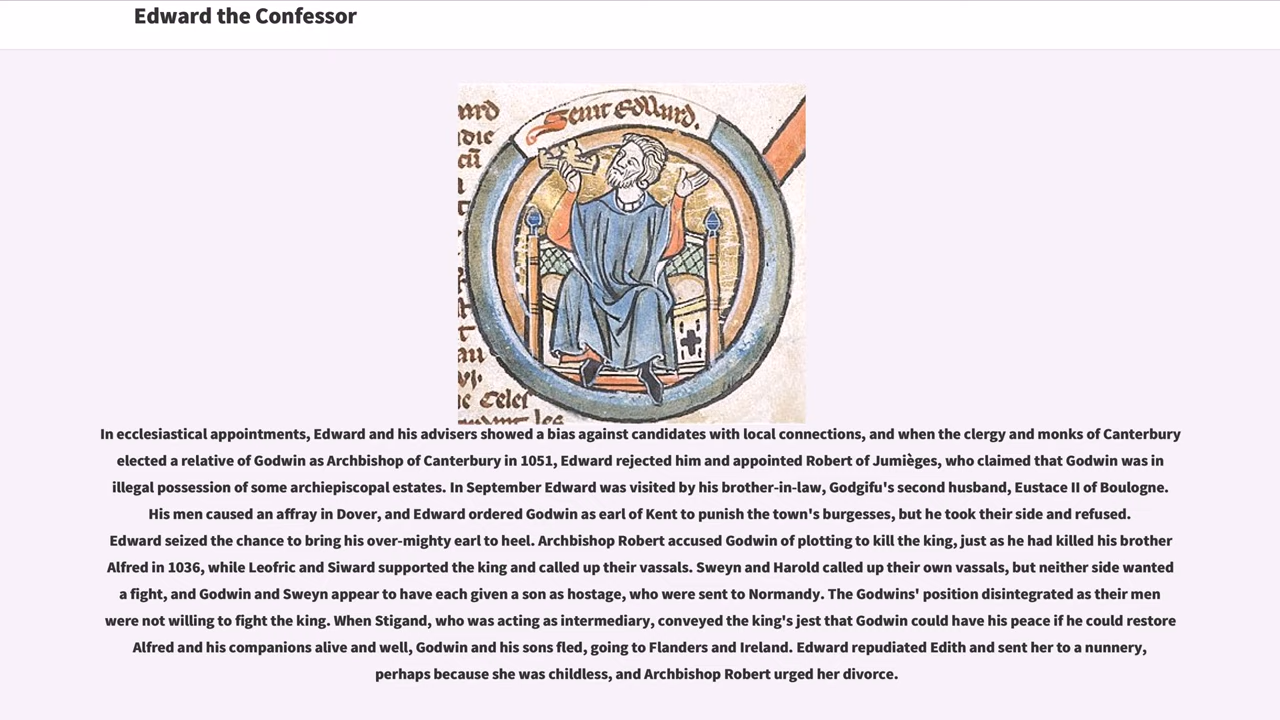 Edward the Confessor
Seint Edward.
In ecclesiastical appointments, Edward and his advisers showed a bias against candidates with local connections, and when the clergy and monks of Canterbury
elected a relative of Godwin as Archbishop of Canterbury in 1051, Edward rejected him and appointed Robert of Jumièges, who claimed that Godwin was in
illegal possession of some archiepiscopal estates. In September Edward was visited by his brother-in-law, Godgifu's second husband, Eustace II of Boulogne.
His men caused an affray in Dover, and Edward ordered Godwin as earl of Kent to punish the town's burgesses, but he took their side and refused.
Edward seized the chance to bring his over-mighty earl to heel. Archbishop Robert accused Godwin of plotting to kill the king, just as he had killed his brother
Alfred in 1036, while Leofric and Siward supported the king and called up their vassals. Sweyn and Harold called up their own vassals, but neither side wanted
a fight, and Godwin and Sweyn appear to have each given a son as hostage, who were sent to Normandy. The Godwins' position disintegrated as their men
were not willing to fight the king. When Stigand, who was acting as intermediary, conveyed the king's jest that Godwin could have his peace if he could restore
Alfred and his companions alive and well, Godwin and his sons fled, going to Flanders and Ireland. Edward repudiated Edith and sent her to a nunnery,
perhaps because she was childless, and Archbishop Robert urged her divorce.